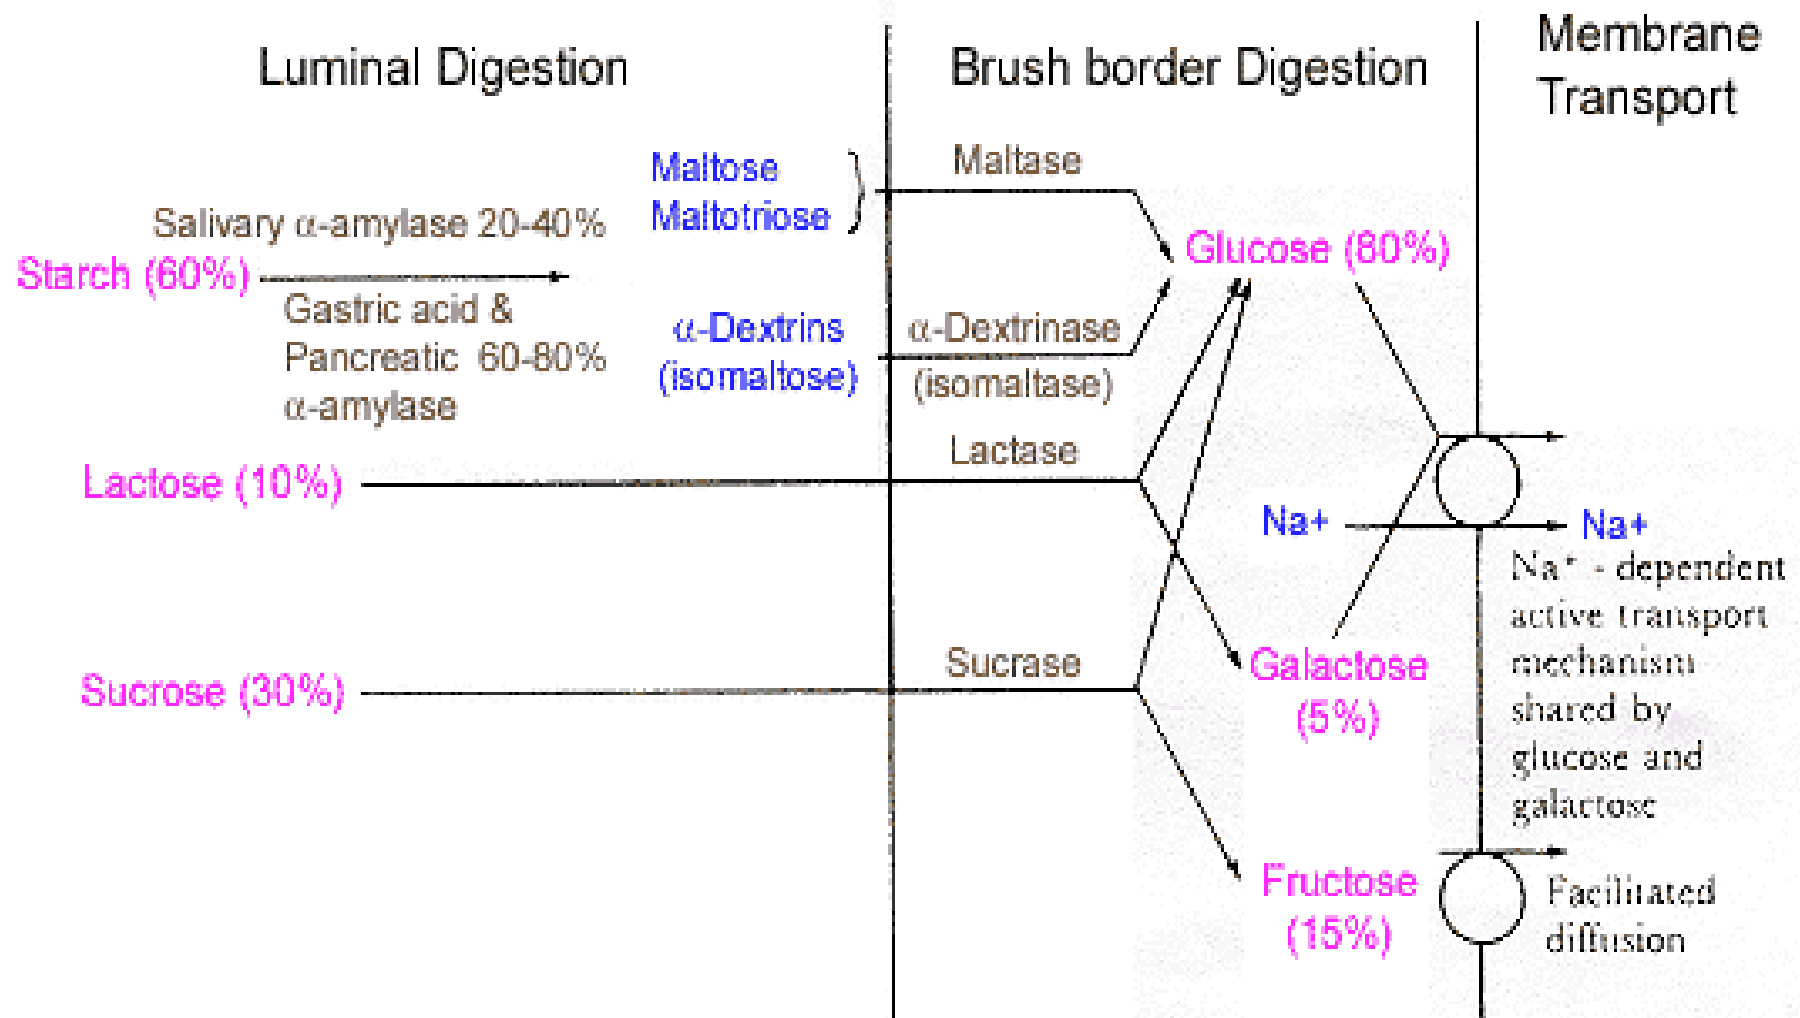 Luminal Digestion
Brush border Digestion
Membrane
Transport
Maltose
Maltotriose
Maltase
Salivary α-amylase 20-40%
Starch (60%)
Gastric acid &
Pancreatic 60-80%
α-amylase
Glucose (80%)
α-Dextrins
(isomaltose)
α-Dextrinase
(isomaltase)
Lactase
Lactose (10%)
Na+
Na+
Na⁺ - dependent
active transport
mechanism
shared by
glucose and
galactose
Sucrase
Sucrose (30%)
Galactose
(5%)
Fructose
(15%)
Facilitated
diffusion